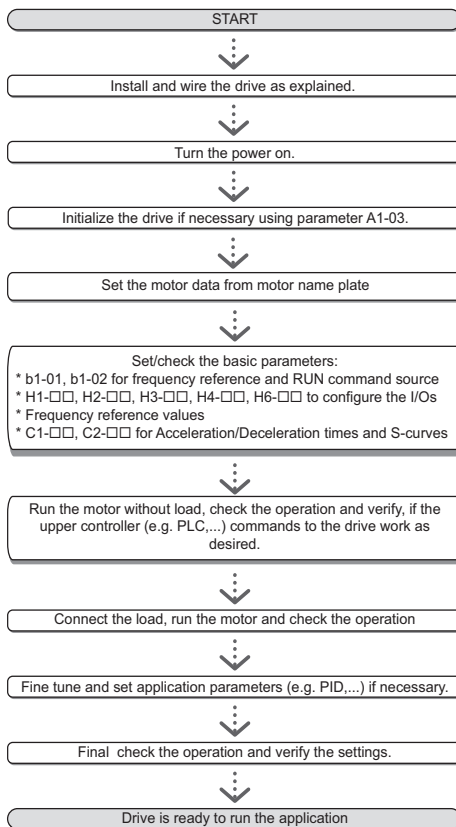 START
Install and wire the drive as explained.
Turn the power on.
Initialize the drive if necessary using parameter A1-03.
Set the motor data from motor name plate
Set/check the basic parameters:
* b1-01, b1-02 for frequency reference and RUN command source
* H1-□□, H2-□□, H3-□□, H4-□□, H6-□□ to configure the I/Os
* Frequency reference values
* C1-□□, C2-□□ for Acceleration/Deceleration times and S-curves
Run the motor without load, check the operation and verify, if the
upper controller (e.g. PLC,...) commands to the drive work as
desired.
Connect the load, run the motor and check the operation
Fine tune and set application parameters (e.g. PID,...) if necessary.
Final  check the operation and verify the settings.
Drive is ready to run the application